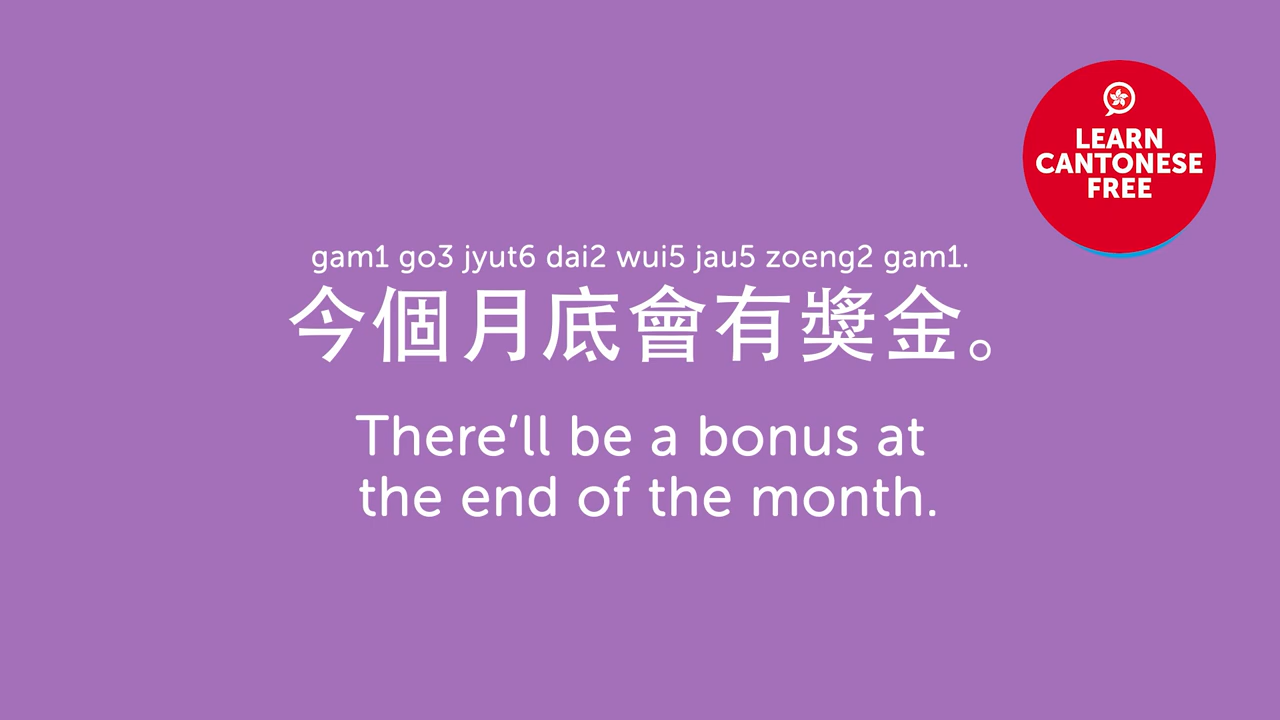 LEARN
CANTONESE
FREE
gam1 go3 jyut6 dai2 wui5 jau5 zoeng2 gam1.
今個月底會有獎金。
There’ll be a bonus at
the end of the month.